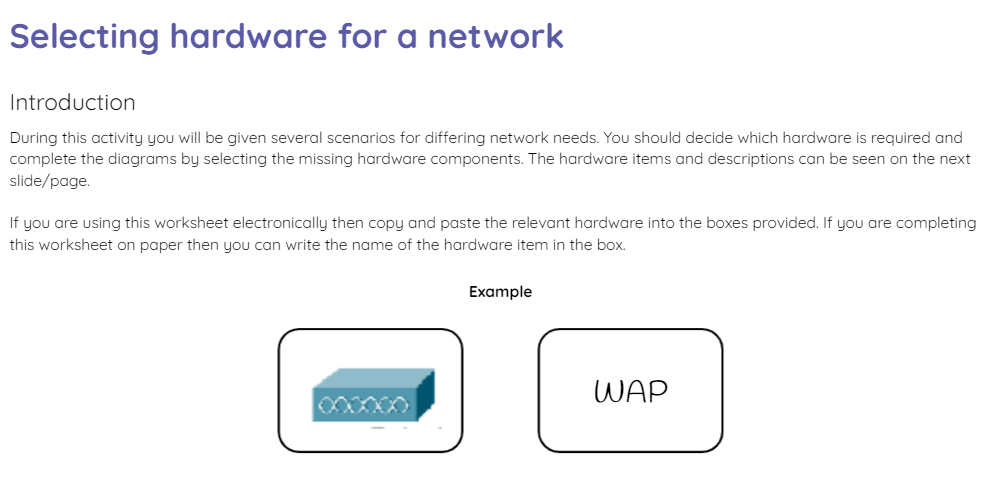 Selecting hardware for a network
Introduction
During this activity you will be given several scenarios for differing network needs. You should decide which hardware is required and
complete the diagrams by selecting the missing hardware components. The hardware items and descriptions can be seen on the next
slide/page.
If you are using this worksheet electronically then copy and paste the relevant hardware into the boxes provided. If you are completing
this worksheet on paper then you can write the name of the hardware item in the box.
Example
WAP